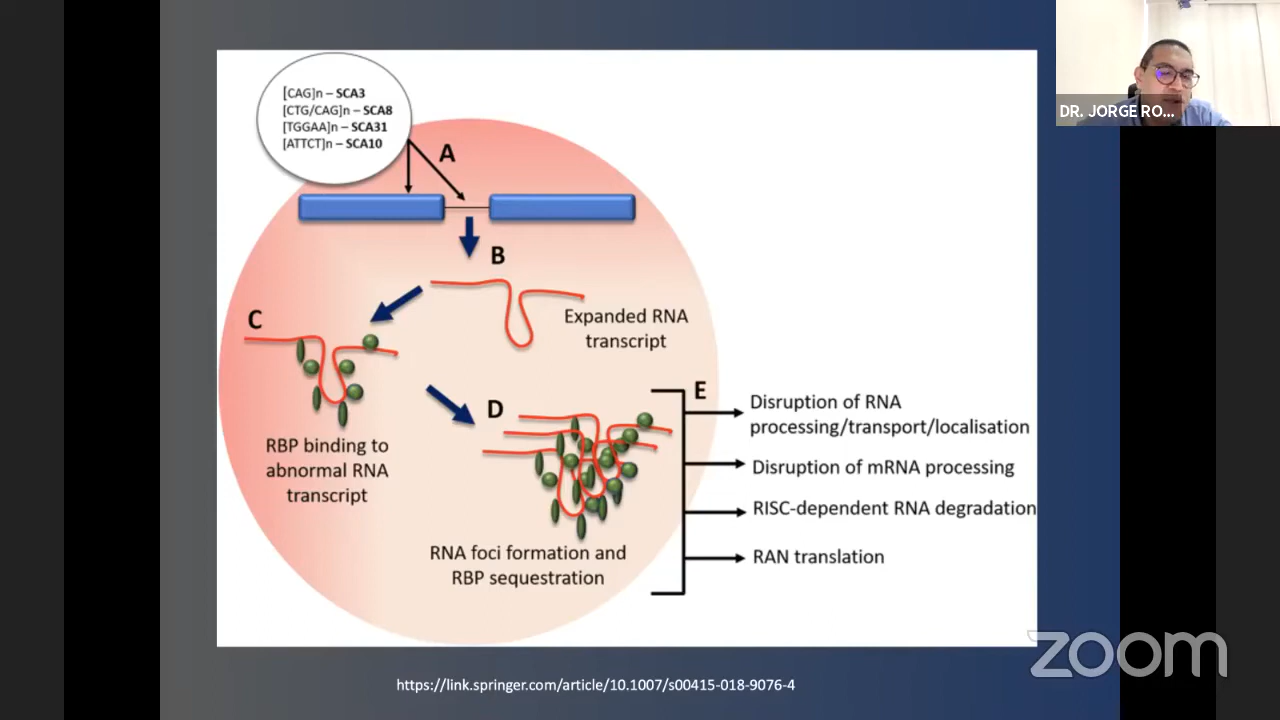 [CAG]n – SCA3
[CTG/CAG]n – SCA8
[TGGAA]n – SCA31
[ATTCT]n – SCA10
A
B
Expanded RNA
transcript
C
RBP binding to
abnormal RNA
transcript
D
RNA foci formation and
RBP sequestration
E
Disruption of RNA
processing/transport/localisation
Disruption of mRNA processing
RISC-dependent RNA degradation
RAN translation
https://link.springer.com/article/10.1007/s00415-018-9076-4
DR. JORGE RO...
zoom